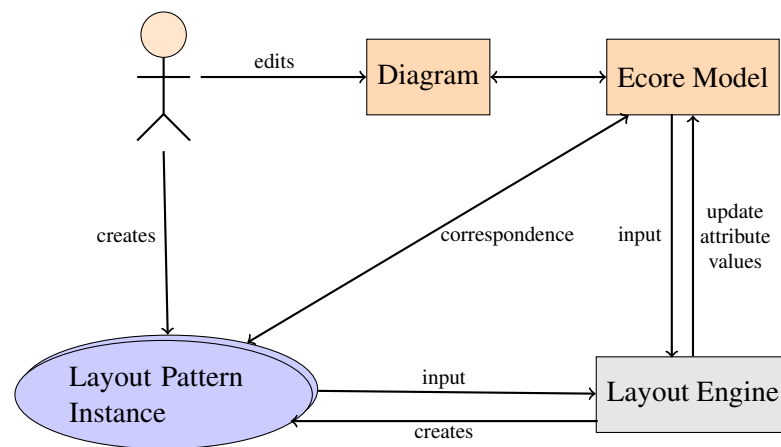 edits
Diagram
Ecore Model
creates
correspondence
input
update
attribute
values
Layout Pattern
Instance
input
Layout Engine
creates